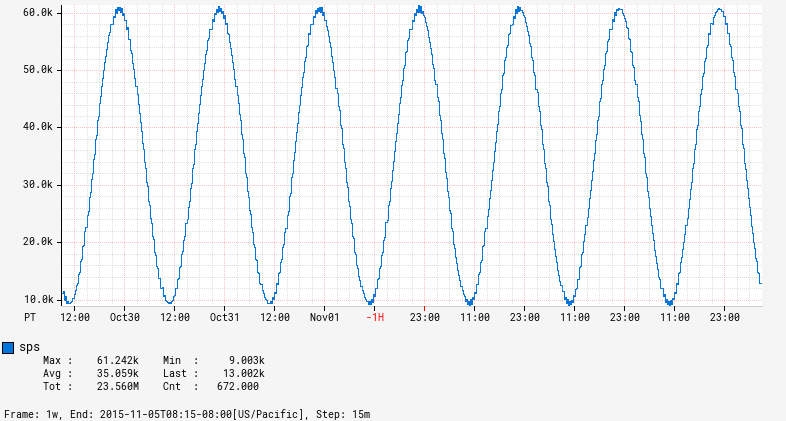 60.0k
50.0k
40.0k
30.0k
20.0k
10.0k
PT 12:00 Oct30 12:00 Oct31 12:00 Nov01 -1H 23:00 11:00 23:00 11:00 23:00 11:00 23:00
sps
Max : 61.242k Min : 9.003k
Avg : 35.059k Last : 13.002k
Tot : 23.560M Cnt : 672.000
Frame: 1w, End: 2015-11-05T08:15-08:00[US/Pacific], Step: 15m